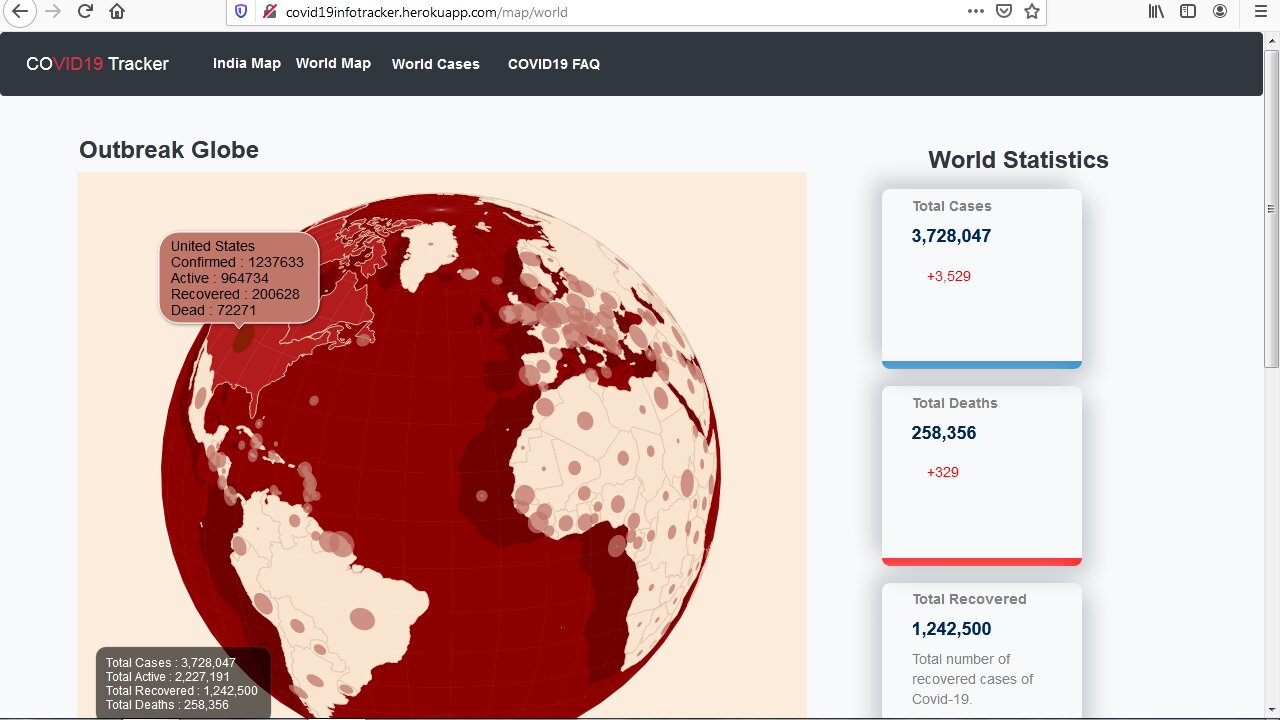 covid19infotracker.herokuapp.com/map/world
COVID19 Tracker
India Map
World Map
World Cases
COVID19 FAQ
Outbreak Globe
United States
Confirmed : 1237633
Active : 964734
Recovered : 200628
Dead : 72271
Total Cases : 3,728,047
Total Active : 2,227,191
Total Recovered : 1,242,500
Total Deaths : 258,356
World Statistics
Total Cases
3,728,047
+3,529
Total Deaths
258,356
+329
Total Recovered
1,242,500
Total number of
recovered cases of
Covid-19.